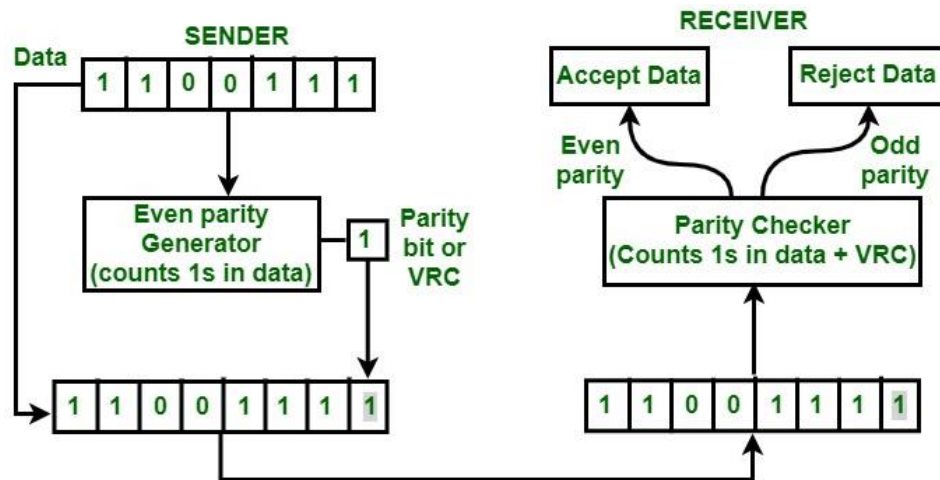 SENDER
Data
1 1 0 0 1 1 1
Even parity
Generator
(counts 1s in data)
1
Parity
bit or
VRC
1 1 0 0 1 1 1 1
RECEIVER
Accept Data
Reject Data
Even
parity
Odd
parity
Parity Checker
(Counts 1s in data + VRC)
1 1 0 0 1 1 1 1